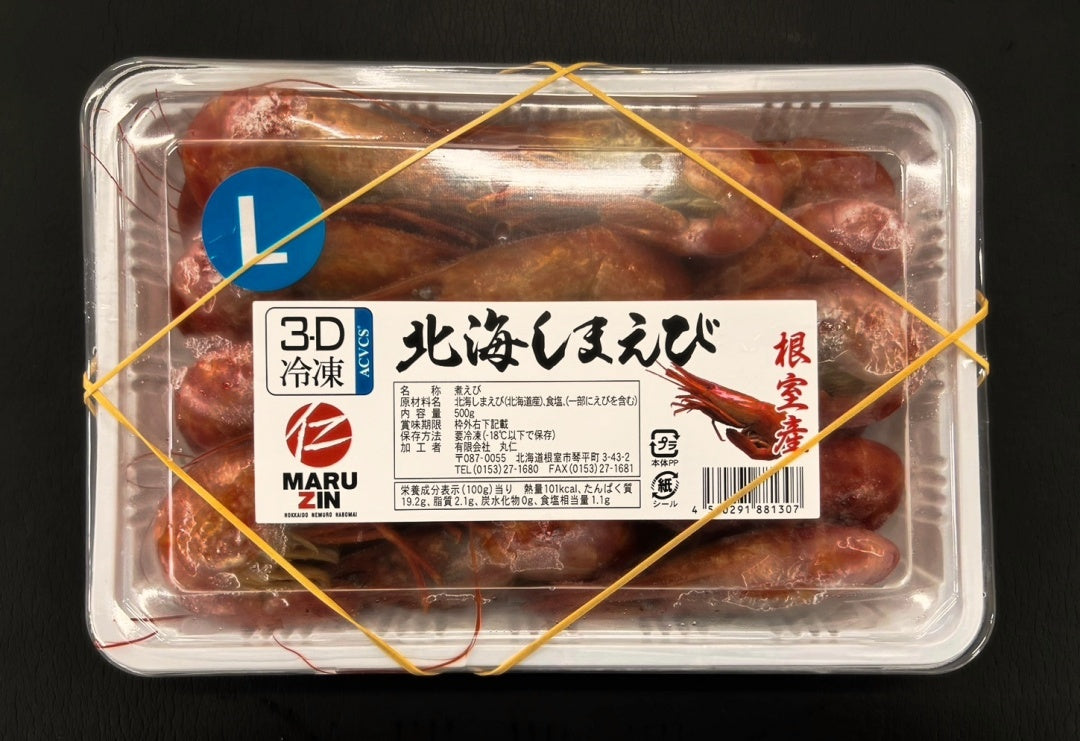 L
3-D
冷凍
ACVCS
北海しまえび
根室産
仁
MARU
ZIN
HOKKAIDO NEMURO HABOMAI
名 称 煮えび
原材料名 北海しまえび(北海道産)、食塩、(一部にえびを含む)
内 容 量 500g
賞味期限 枠外右下記載
保存方法 要冷凍(-18℃以下で保存)
加 工 者 有限会社 丸仁
〒087-0055 北海道根室市琴平町3-43-2
TEL(0153)27-1680 FAX(0153)27-1681
栄養成分表示(100g)当り 熱量101kcal、たんぱく質
19.2g、脂質2.1g、炭水化物0g、食塩相当量1.1g
プラ
本体PP
紙
シール